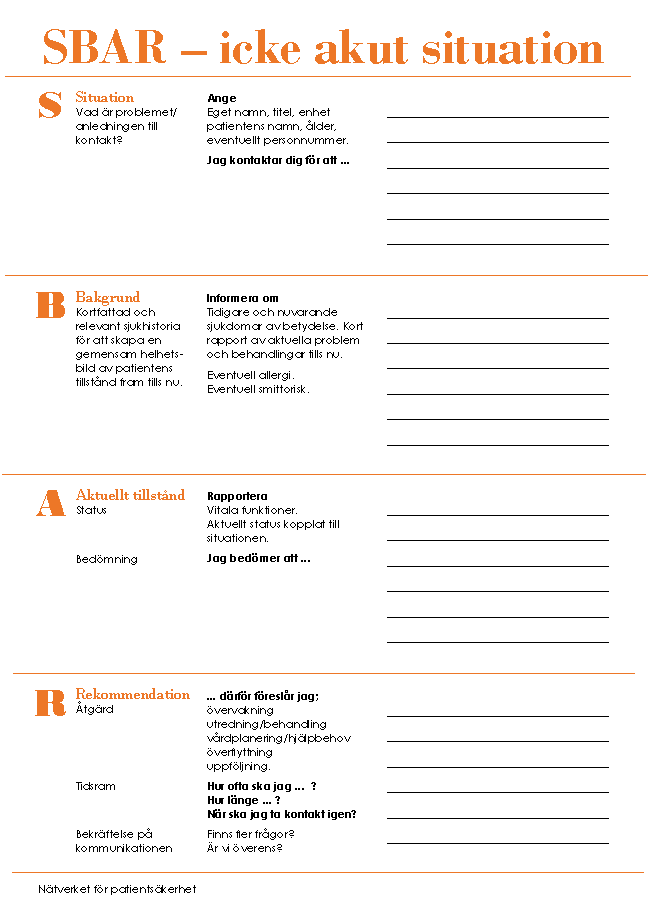 SBAR – icke akut situation
S
Situation
Vad är problemet/
anledningen till
kontakt?
Ange
Eget namn, titel, enhet
patientens namn, ålder,
eventuellt personnummer.
Jag kontaktar dig för att ...
B
Bakgrund
Kortfattad och
relevant sjukhistoria
för att skapa en
gemensam helhets-
bild av patientens
tillstånd fram tills nu.
Informera om
Tidigare och nuvarande
sjukdomar av betydelse. Kort
rapport av aktuella problem
och behandlingar tills nu.
Eventuell allergi.
Eventuell smittorisk.
A
Aktuellt tillstånd
Status
Rapportera
Vitala funktioner.
Aktuellt status kopplat till
situationen.
Bedömning
Jag bedömer att ...
R
Rekommendation
Åtgärd
... därför föreslår jag;
övervakning
utredning/behandling
vårdplanering/hjälpbehov
överflyttning
uppföljning.
Tidsram
Hur ofta ska jag ... ?
Hur länge ... ?
När ska jag ta kontakt igen?
Bekräftelse på
kommunikationen
Finns fler frågor?
Är vi överens?
Nätverket för patientsäkerhet